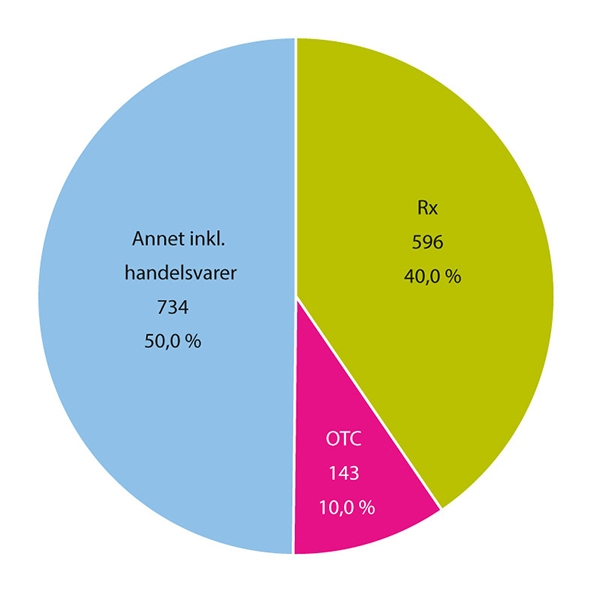 Rx
596
40,0 %
Annet inkl.
handelsvarer
734
50,0 %
OTC
143
10,0 %